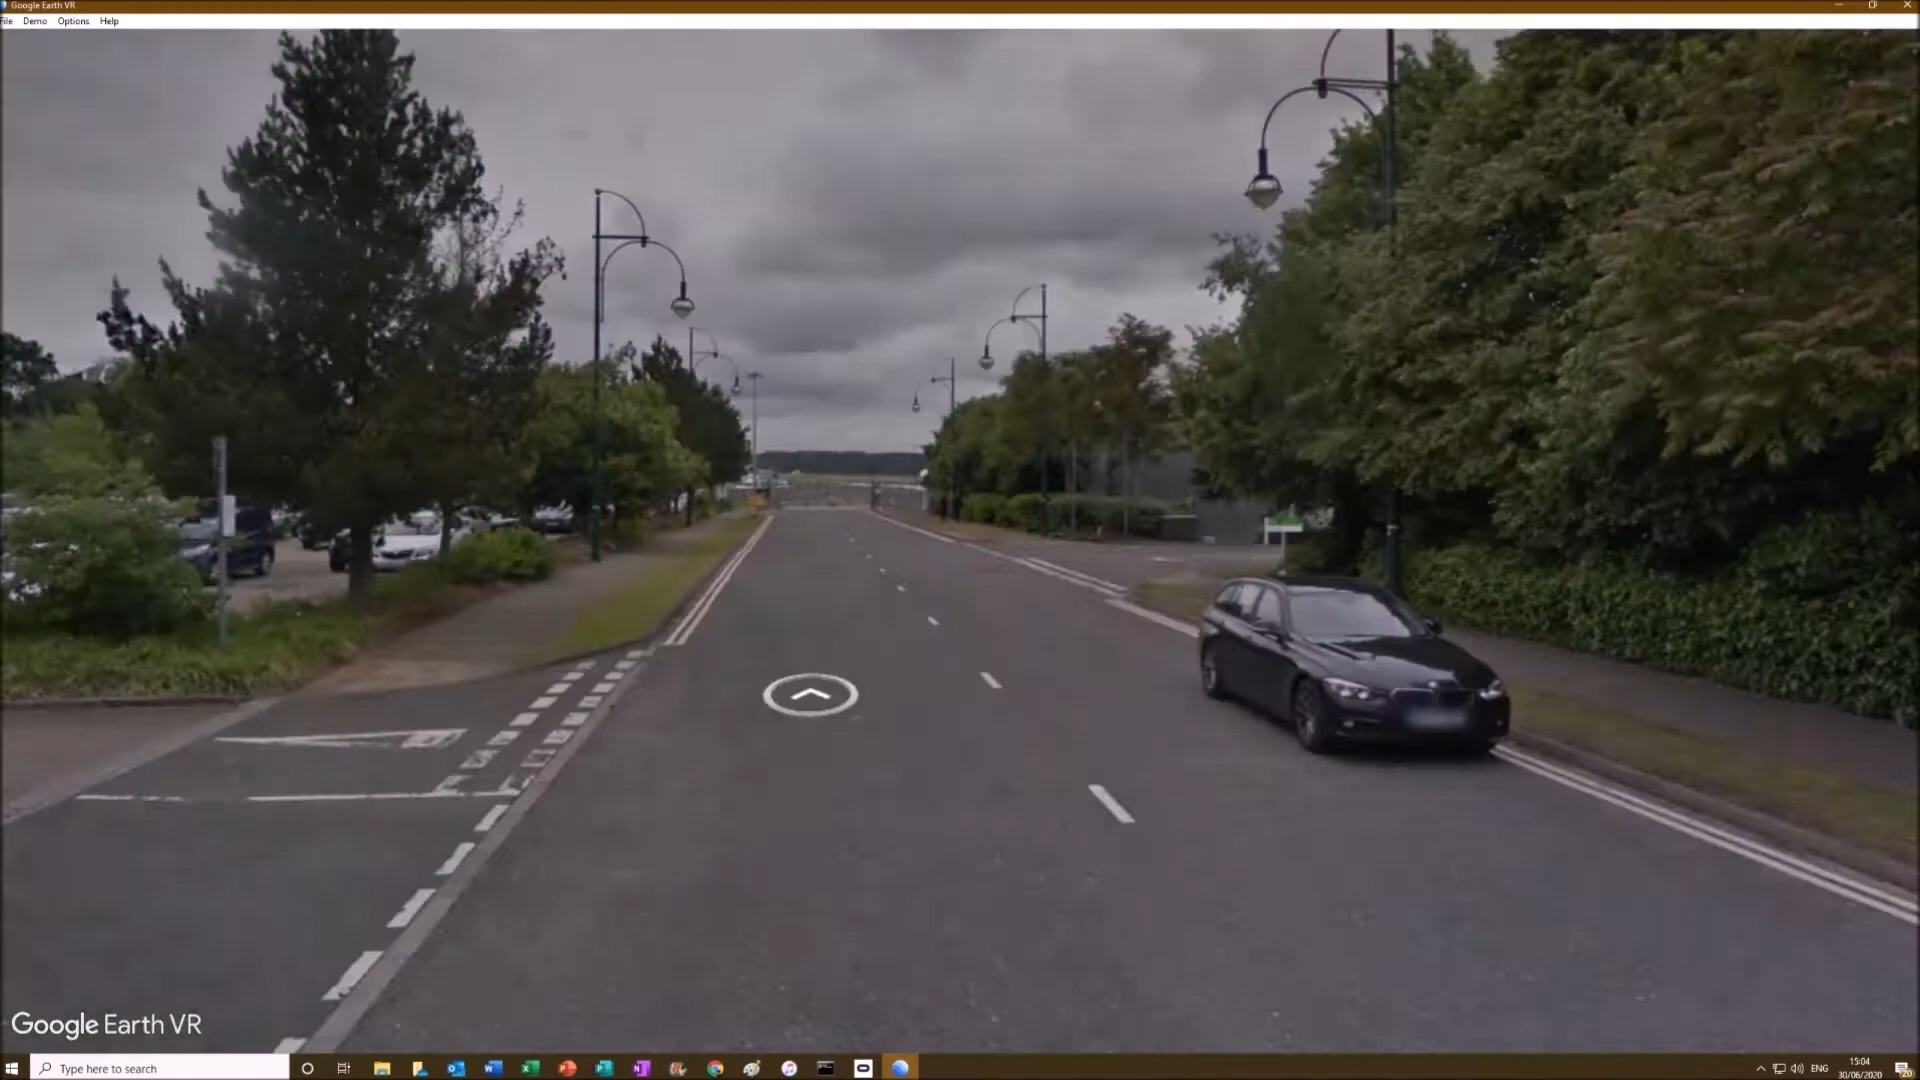 Google Earth VR
File Demo Options Help
Google Earth VR
Type here to search
ENG
15:04
30/06/2020
20